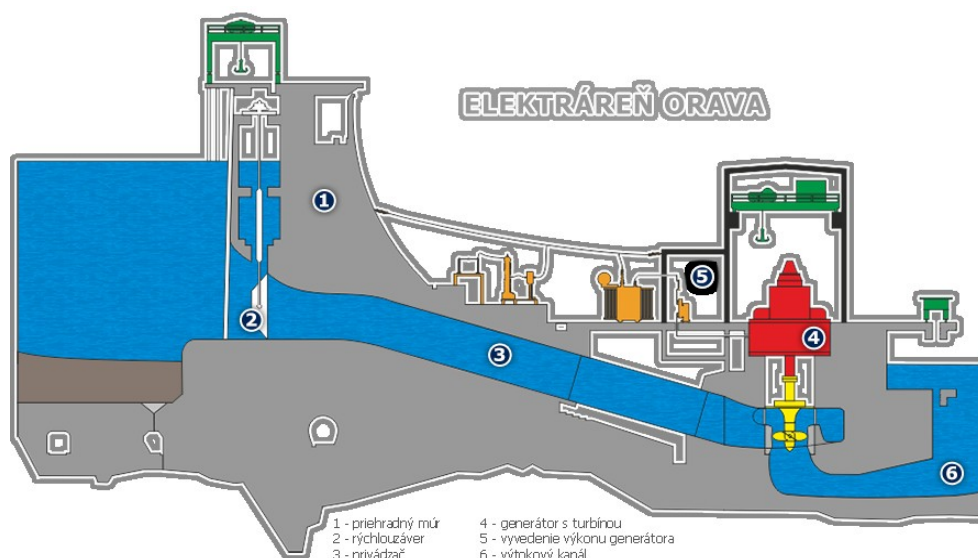 ELEKTRÁREŇ ORAVA
1
5
4
2
3
6
1 - priehradný múr
2 - rýchlouzáver
3 - privádzač
4 - generátor s turbínou
5 - vyvedenie výkonu generátora
6 - výtokový kanál